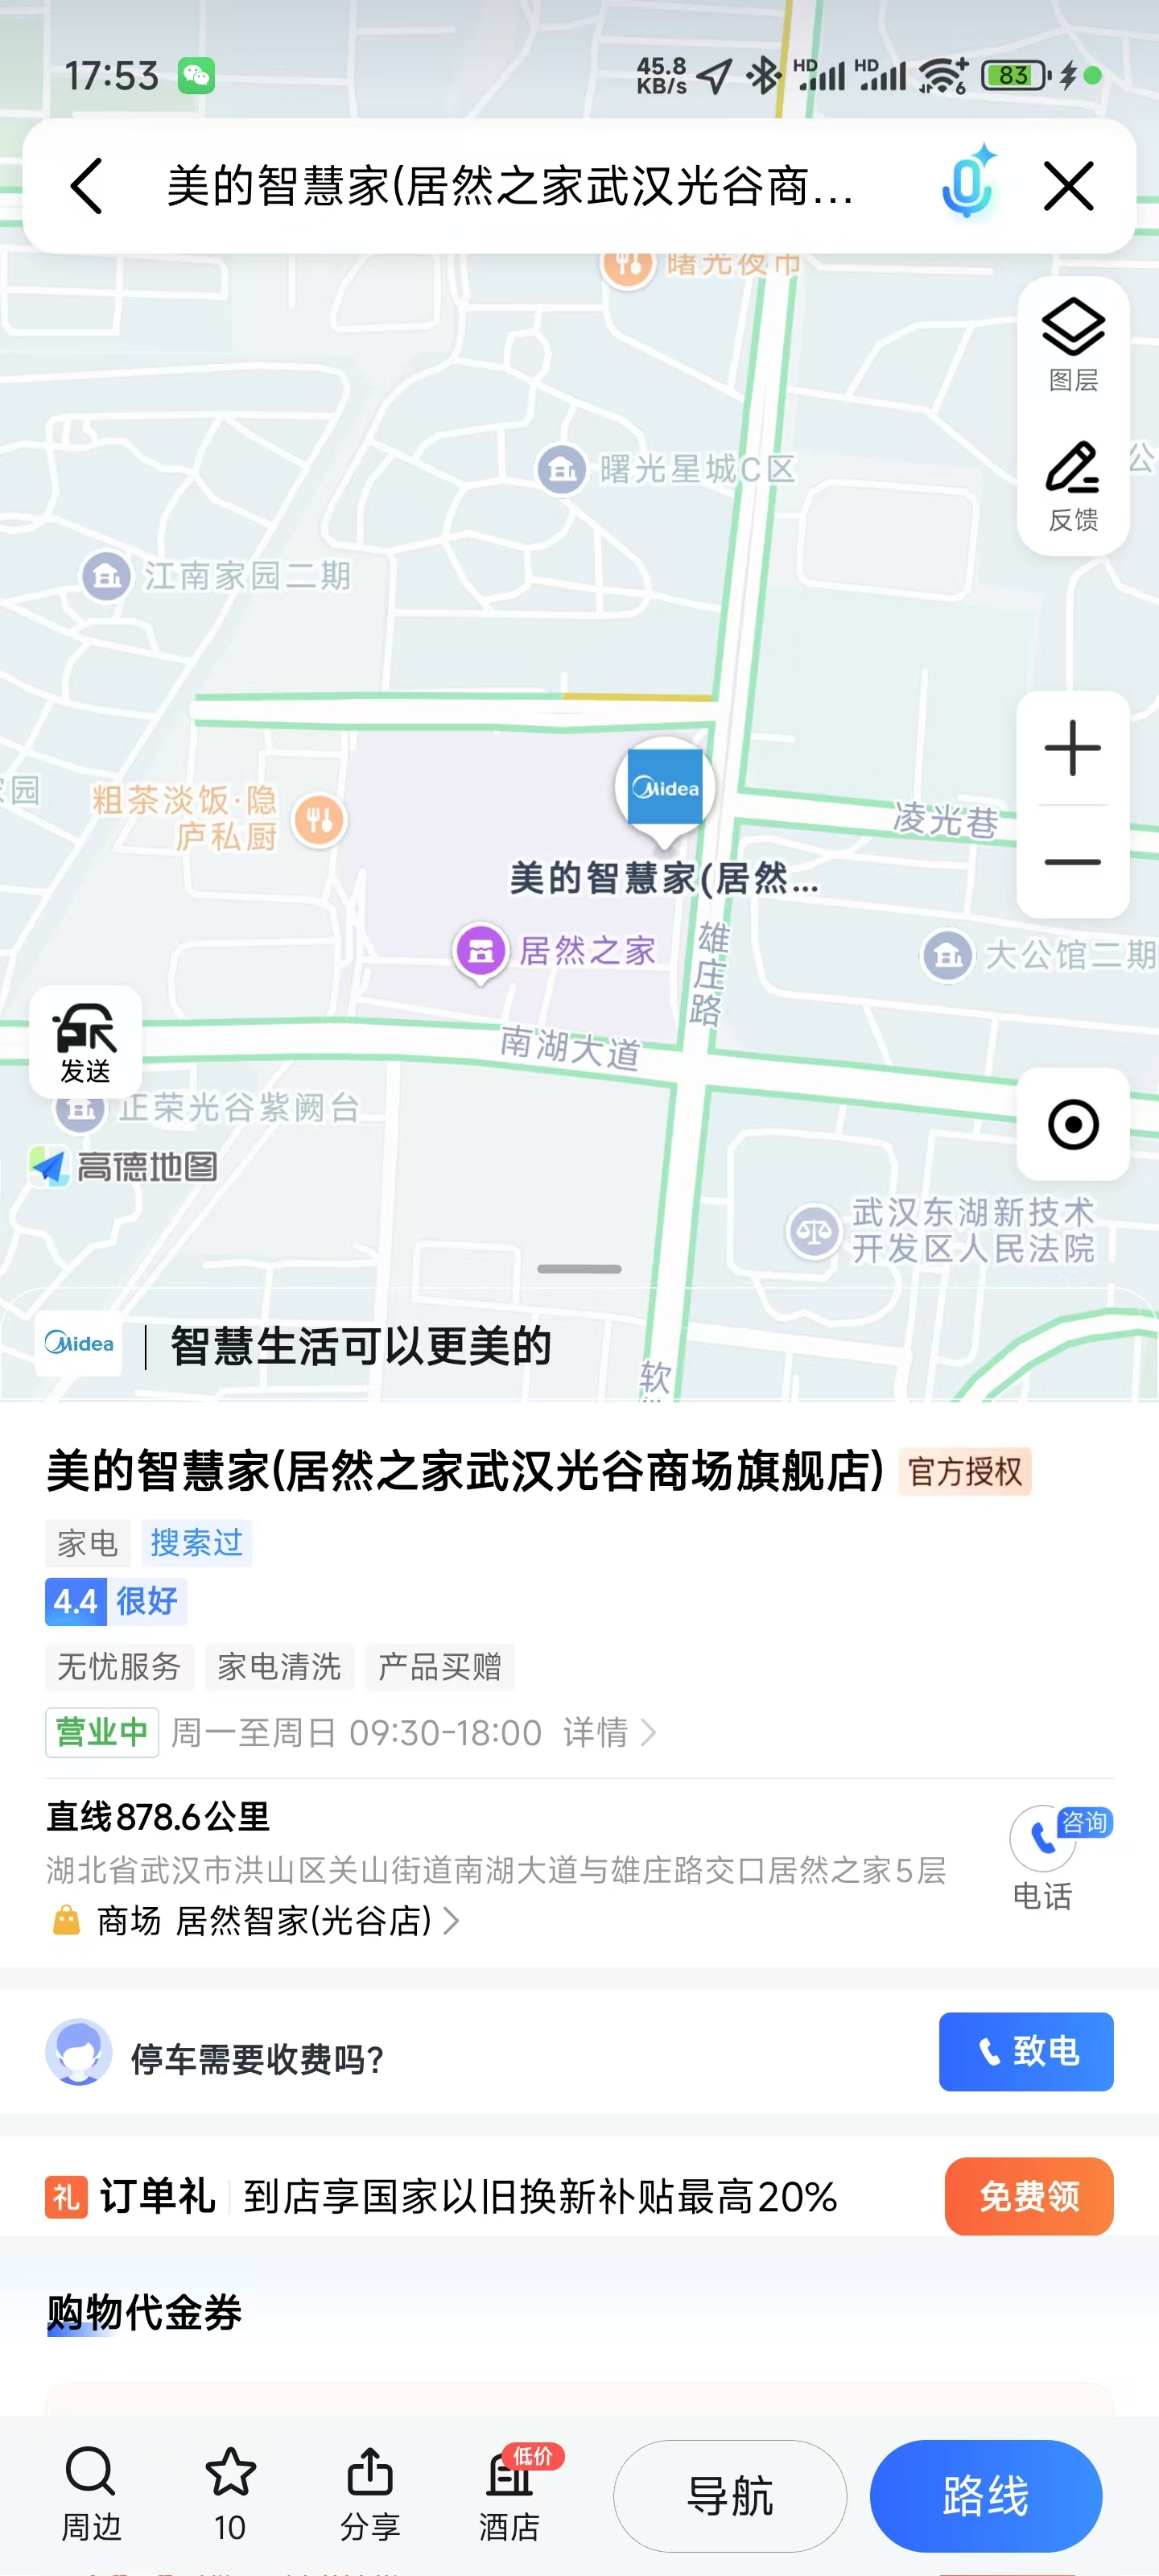 17:53
45.8
KB/s
HD
HD
6
83
美的智慧家(居然之家武汉光谷商...
曙光夜市
图层
曙光星城C区
公
反馈
江南家园二期
家园
粗茶淡饭·隐
庐私厨
Midea
凌光巷
美的智慧家(居然...
居然之家
雄庄路
大公馆二期
南湖大道
发送
正荣光谷紫阙台
高德地图
武汉东湖新技术
开发区人民法院
Midea
智慧生活可以更美的
软
美的智慧家(居然之家武汉光谷商场旗舰店) 官方授权
家电 搜索过
4.4 很好
无忧服务 家电清洗 产品买赠
营业中 周一至周日 09:30-18:00 详情
直线878.6公里
咨询
湖北省武汉市洪山区关山街道南湖大道与雄庄路交口居然之家5层
电话
商场 居然智家(光谷店)
停车需要收费吗?
致电
礼 订单礼 到店享国家以旧换新补贴最高20%
免费领
购物代金券
低价
周边
10
分享
酒店
导航
路线